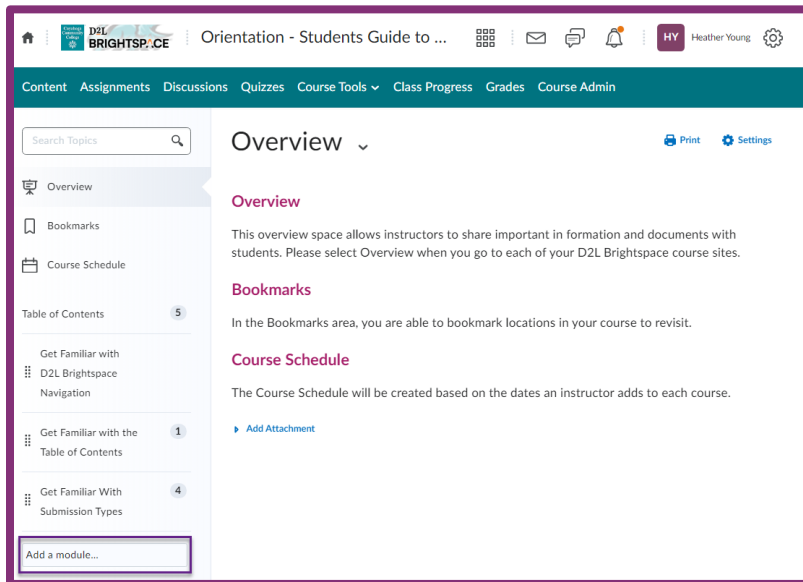 D2L
BRIGHTSPACE
Orientation - Students Guide to ...
HY
Heather Young
Content Assignments Discussions Quizzes Course Tools Class Progress Grades Course Admin
Search Topics
Overview
Bookmarks
Course Schedule
Table of Contents 5
Get Familiar with
D2L Brightspace
Navigation
Get Familiar with the 1
Table of Contents
Get Familiar With 4
Submission Types
Add a module...
Overview
Print
Settings
Overview
This overview space allows instructors to share important in formation and documents with
students. Please select Overview when you go to each of your D2L Brightspace course sites.
Bookmarks
In the Bookmarks area, you are able to bookmark locations in your course to revisit.
Course Schedule
The Course Schedule will be created based on the dates an instructor adds to each course.
Add Attachment